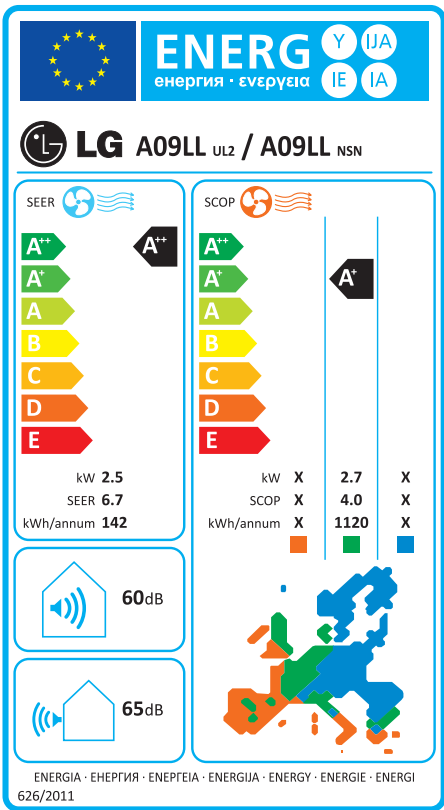 ENERG
енергия · ενεργεια
Y
IJA
IE
IA
LG A09LL UL2 / A09LL NSN
SEER
A++
A++
A+
A
B
C
D
E
kW 2.5
SEER 6.7
kWh/annum 142
SCOP
A++
A+
A+
A
B
C
D
E
kW X 2.7 X
SCOP X 4.0 X
kWh/annum X 1120 X
60dB
65dB
ENERGIA · ЕНЕРГИЯ · ΕΝΕΡΓΕΙΑ · ENERGIJA · ENERGY · ENERGIE · ENERGI
626/2011